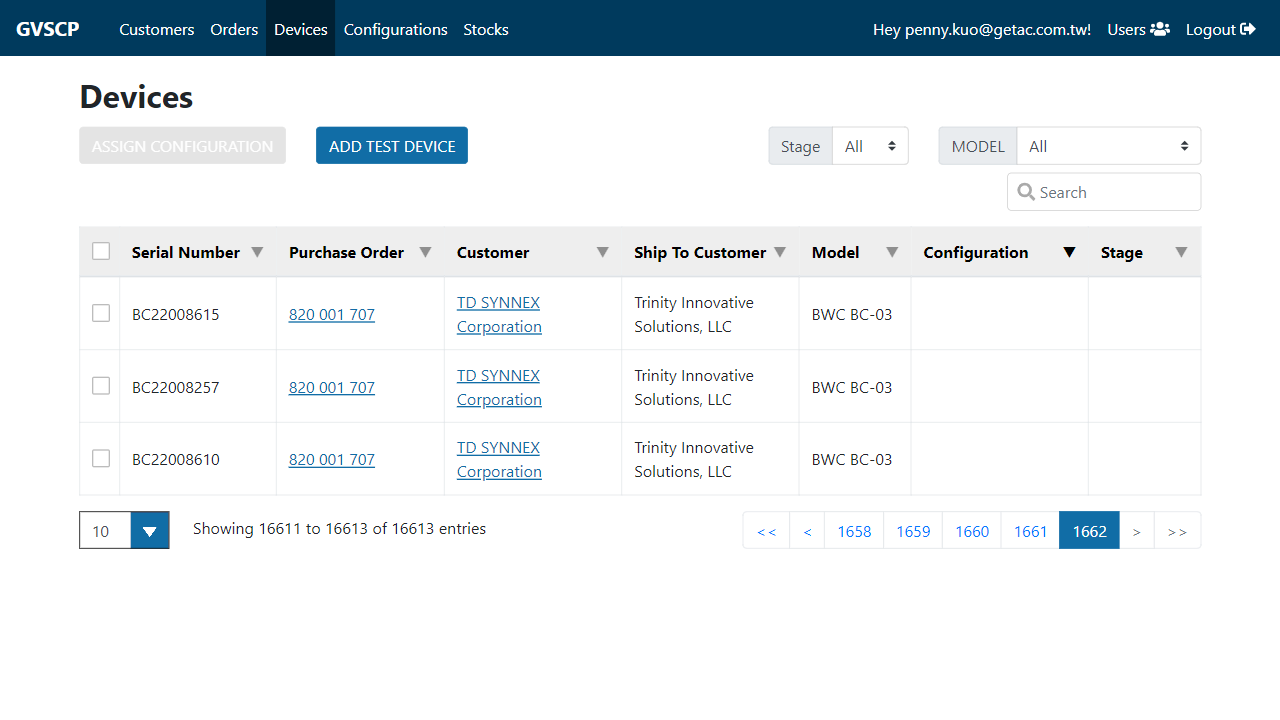 GVSCP Customers Orders Devices Configurations Stocks Hey penny.kuo@getac.com.tw! Users Logout
Devices
ASSIGN CONFIGURATION ADD TEST DEVICE Stage All MODEL All
Search
Serial Number Purchase Order Customer Ship To Customer Model Configuration Stage
BC22008615 820 001 707 TD SYNNEX Corporation Trinity Innovative Solutions, LLC BWC BC-03
BC22008257 820 001 707 TD SYNNEX Corporation Trinity Innovative Solutions, LLC BWC BC-03
BC22008610 820 001 707 TD SYNNEX Corporation Trinity Innovative Solutions, LLC BWC BC-03
10 Showing 16611 to 16613 of 16613 entries << < 1658 1659 1660 1661 1662 > >>